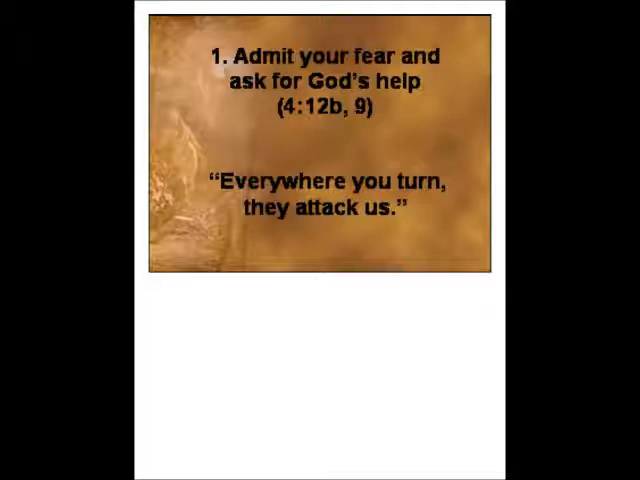 1. Admit your fear and
ask for God's help
(4:12b, 9)
“Everywhere you turn,
they attack us.”